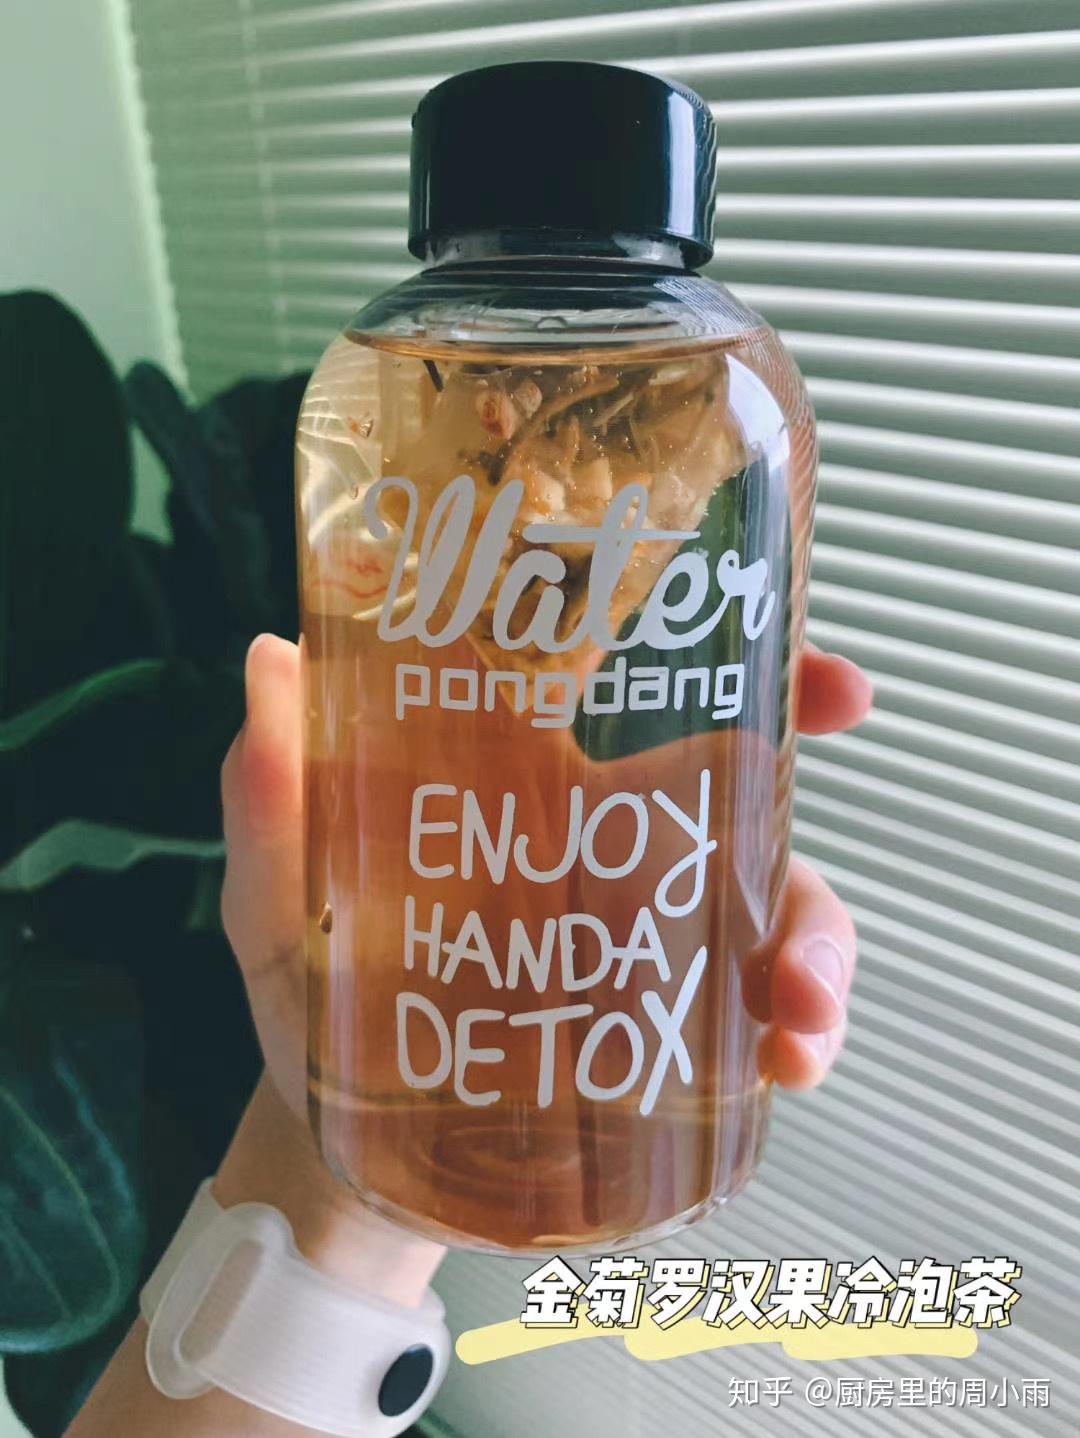 Water
pongdang
ENJOY
HANDA
DETOX
金菊罗汉果冷泡茶
知乎 @厨房里的周小雨